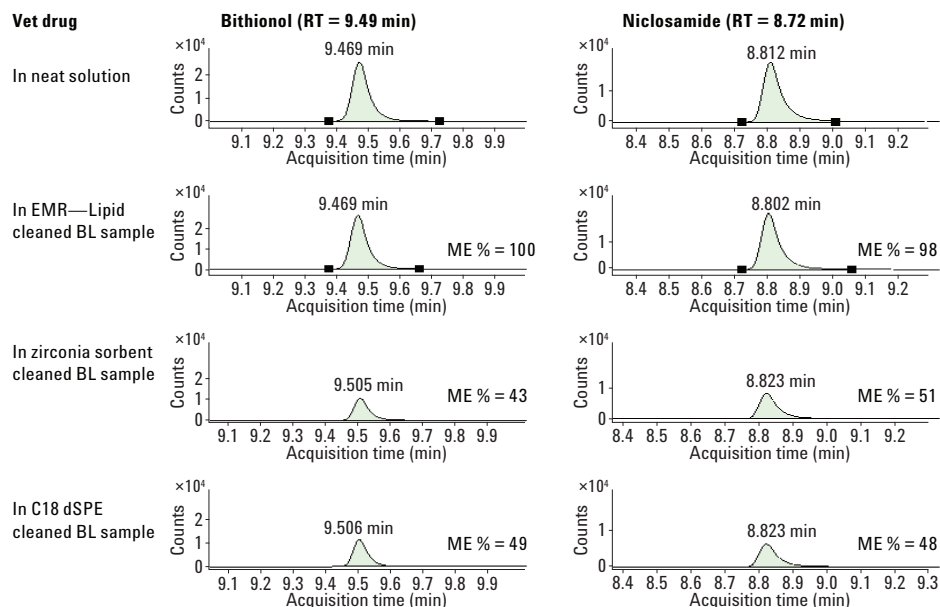 Vet drug Bithionol (RT = 9.49 min) Niclosamide (RT = 8.72 min)
In neat solution
×10⁴
9.469 min
Counts
2
1
0
9.1 9.2 9.3 9.4 9.5 9.6 9.7 9.8 9.9
Acquisition time (min)
×10⁴
8.812 min
Counts
1
0
8.4 8.5 8.6 8.7 8.8 8.9 9.0 9.1 9.2
Acquisition time (min)
In EMR—Lipid
cleaned BL sample
×10⁴
9.469 min
Counts
2
1
0
ME % = 100
9.1 9.2 9.3 9.4 9.5 9.6 9.7 9.8 9.9
Acquisition time (min)
×10⁴
8.802 min
Counts
1
0
ME % = 98
8.4 8.5 8.6 8.7 8.8 8.9 9.0 9.1 9.2
Acquisition time (min)
In zirconia sorbent
cleaned BL sample
×10⁴
9.505 min
Counts
2
1
0
ME % = 43
9.1 9.2 9.3 9.4 9.5 9.6 9.7 9.8 9.9
Acquisition time (min)
×10⁴
8.823 min
Counts
1
0
ME % = 51
8.4 8.5 8.6 8.7 8.8 8.9 9.0 9.1 9.2
Acquisition time (min)
In C18 dSPE
cleaned BL sample
×10⁴
9.506 min
Counts
2
1
0
ME % = 49
9.1 9.2 9.3 9.4 9.5 9.6 9.7 9.8 9.9
Acquisition time (min)
×10⁴
8.823 min
Counts
1
0
ME % = 48
8.4 8.5 8.6 8.7 8.8 8.9 9.0 9.1 9.2 9.3
Acquisition time (min)